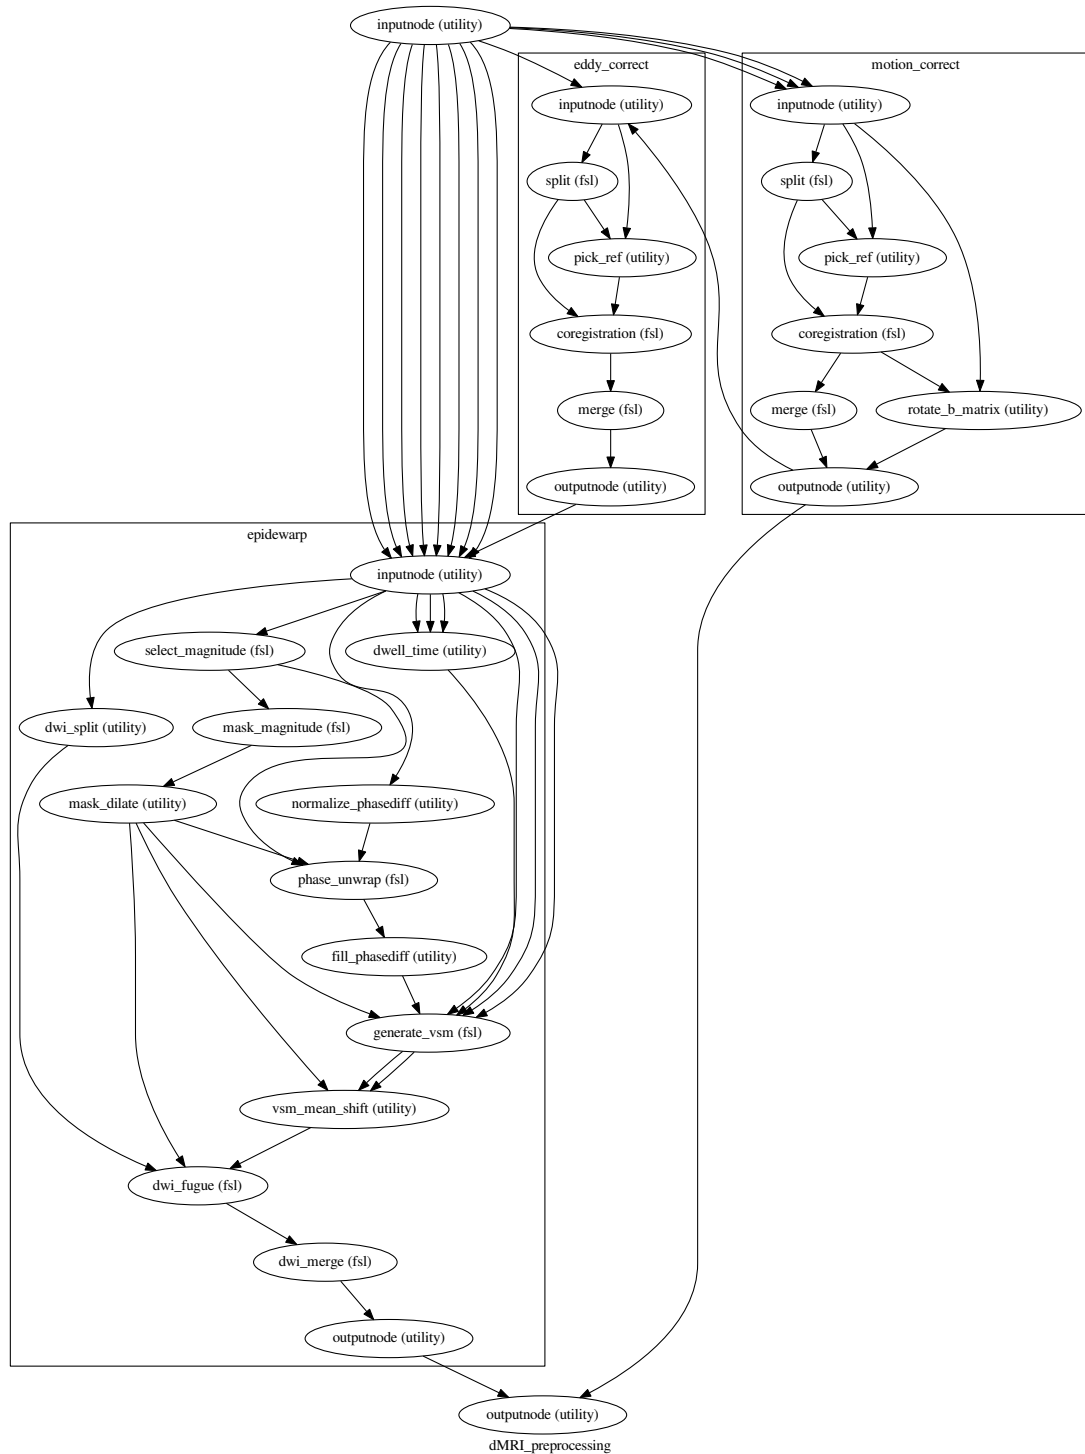 inputnode (utility)
eddy_correct
motion_correct
inputnode (utility)
inputnode (utility)
split (fsl)
split (fsl)
pick_ref (utility)
pick_ref (utility)
coregistration (fsl)
coregistration (fsl)
merge (fsl)
merge (fsl)
rotate_b_matrix (utility)
outputnode (utility)
outputnode (utility)
epidewarp
inputnode (utility)
select_magnitude (fsl)
dwell_time (utility)
dwi_split (utility)
mask_magnitude (fsl)
mask_dilate (utility)
normalize_phasediff (utility)
phase_unwrap (fsl)
fill_phasediff (utility)
generate_vsm (fsl)
vsm_mean_shift (utility)
dwi_fugue (fsl)
dwi_merge (fsl)
outputnode (utility)
outputnode (utility)
dMRI_preprocessing